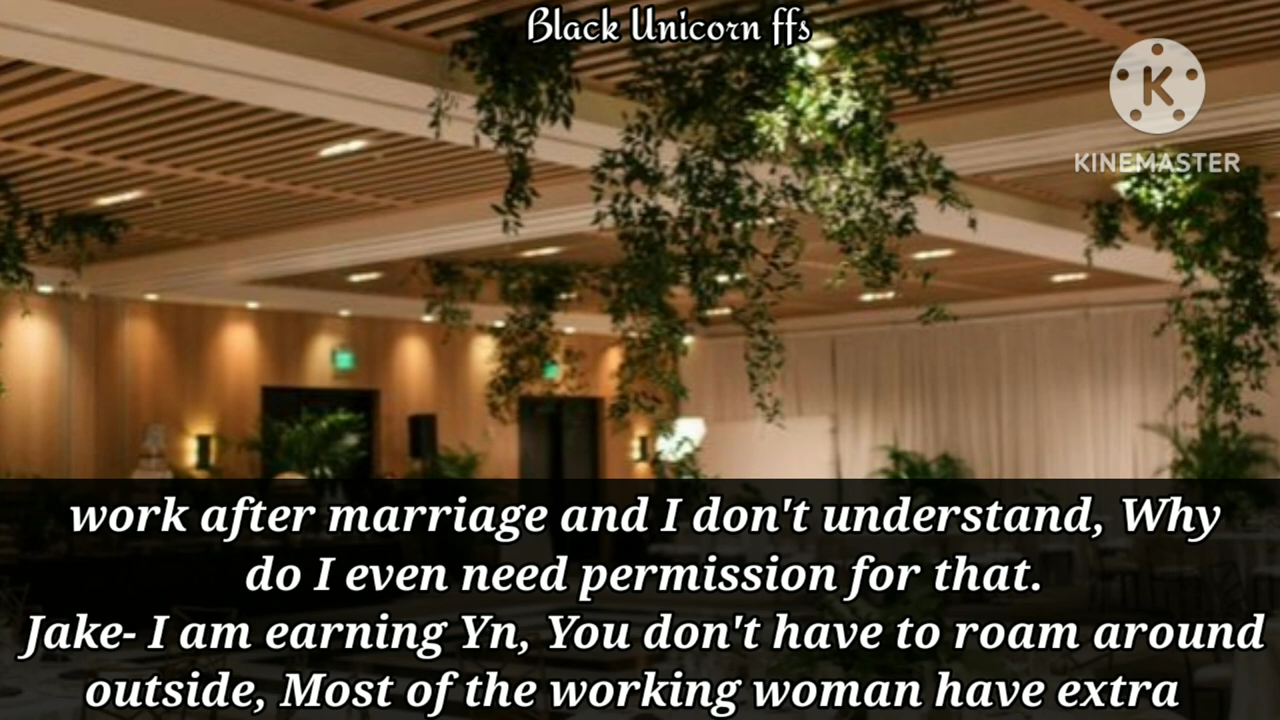 Black Unicorn ffs
K
KINEMASTER
work after marriage and I don't understand, Why
do I even need permission for that.
Jake- I am earning Yn, You don't have to roam around
outside, Most of the working woman have extra